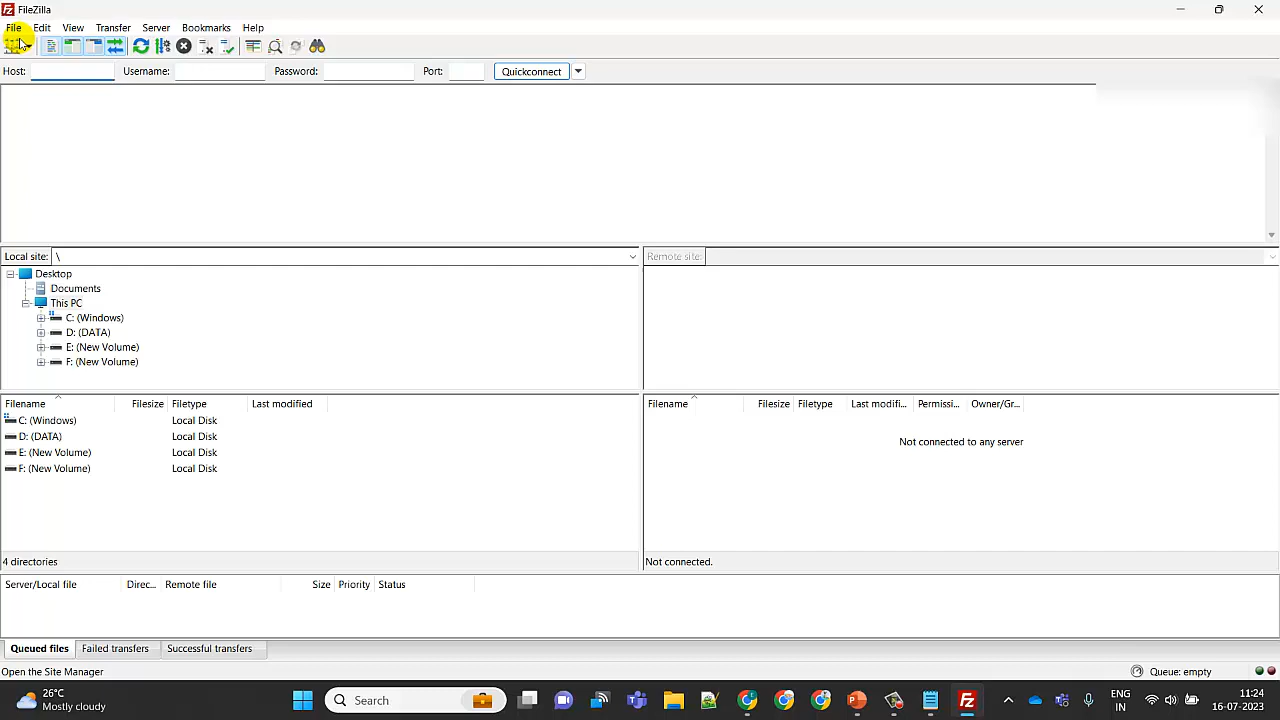 FileZilla
File Edit View Transfer Server Bookmarks Help
Host: Username: Password: Port: Quickconnect
Local site: \
Remote site:
Desktop
Documents
This PC
C: (Windows)
D: (DATA)
E: (New Volume)
F: (New Volume)
Filename Filesize Filetype Last modified
C: (Windows) Local Disk
D: (DATA) Local Disk
E: (New Volume) Local Disk
F: (New Volume) Local Disk
4 directories
Filename Filesize Filetype Last modifi... Permissi... Owner/Gr...
Not connected to any server
Not connected.
Server/Local file Direc... Remote file Size Priority Status
Queued files Failed transfers Successful transfers
Open the Site Manager Queue: empty
26°C
Mostly cloudy
Search
ENG
IN
11:24
16-07-2023